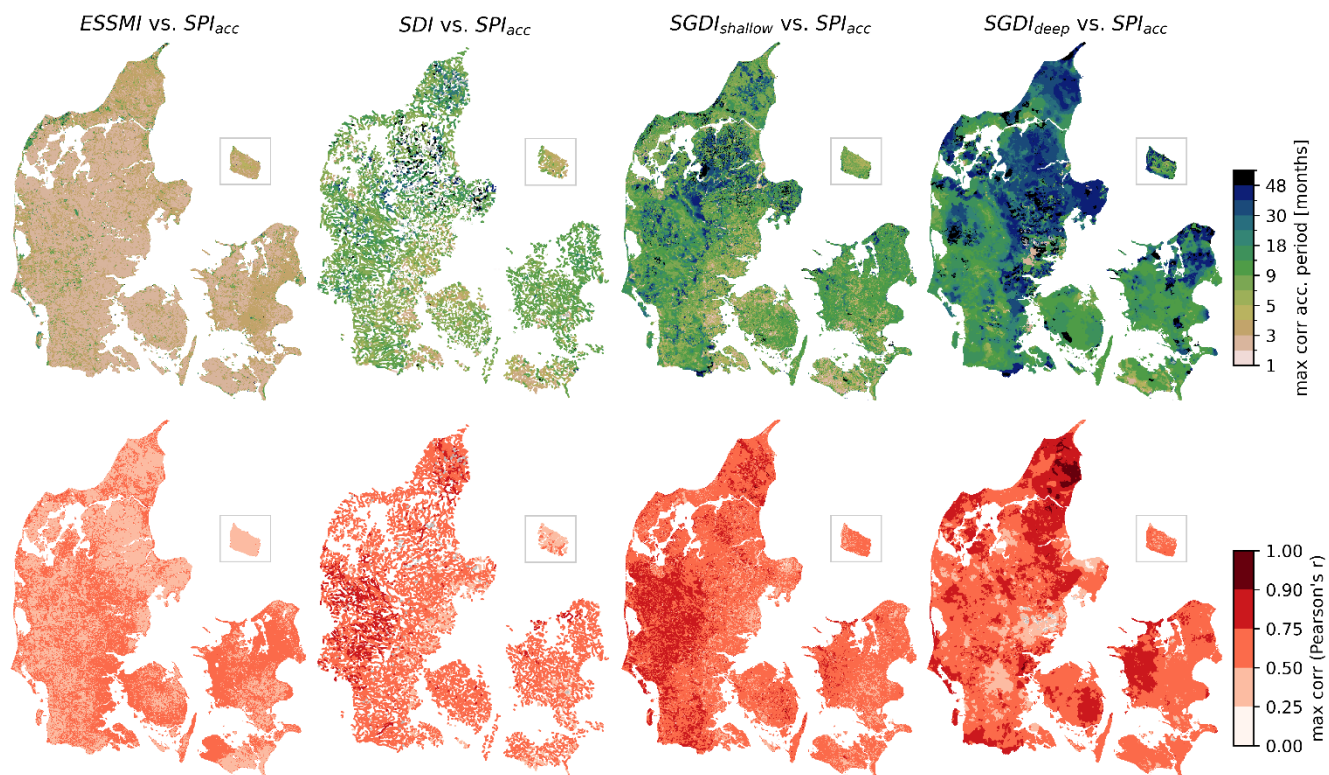 ESSMI vs. SPIacc
SDI vs. SPIacc
SGDIshallow vs. SPIacc
SGDIdeep vs. SPIacc
48
30
18
9
5
3
1
max corr acc. period [months]
1.00
0.90
0.75
0.50
0.25
0.00
max corr (Pearson's r)